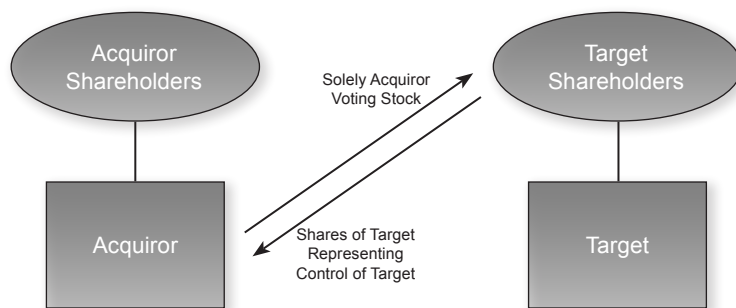 Acquiror
Shareholders
Target
Shareholders
Solely Acquiror
Voting Stock
Acquiror
Shares of Target
Representing
Control of Target
Target